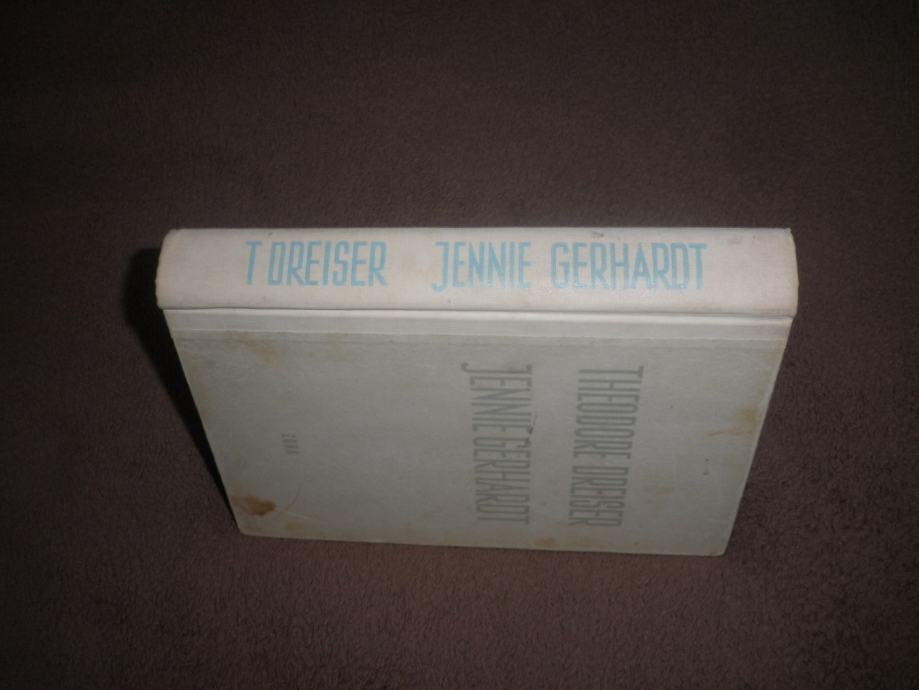 T DREISER JENNIE GERHARDT
THEODORE DREISER
JENNIE GERHARDT
ZORA